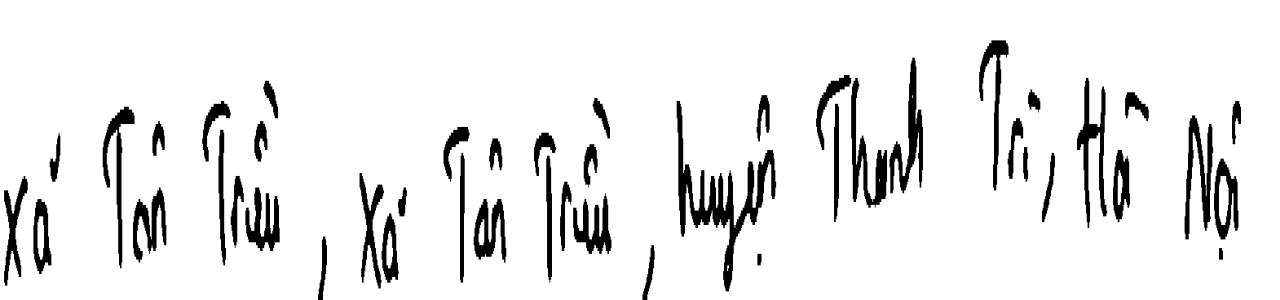 Xá Tân Triều, Xá Tân Triều, huyện Thanh Trì, Hà Nội